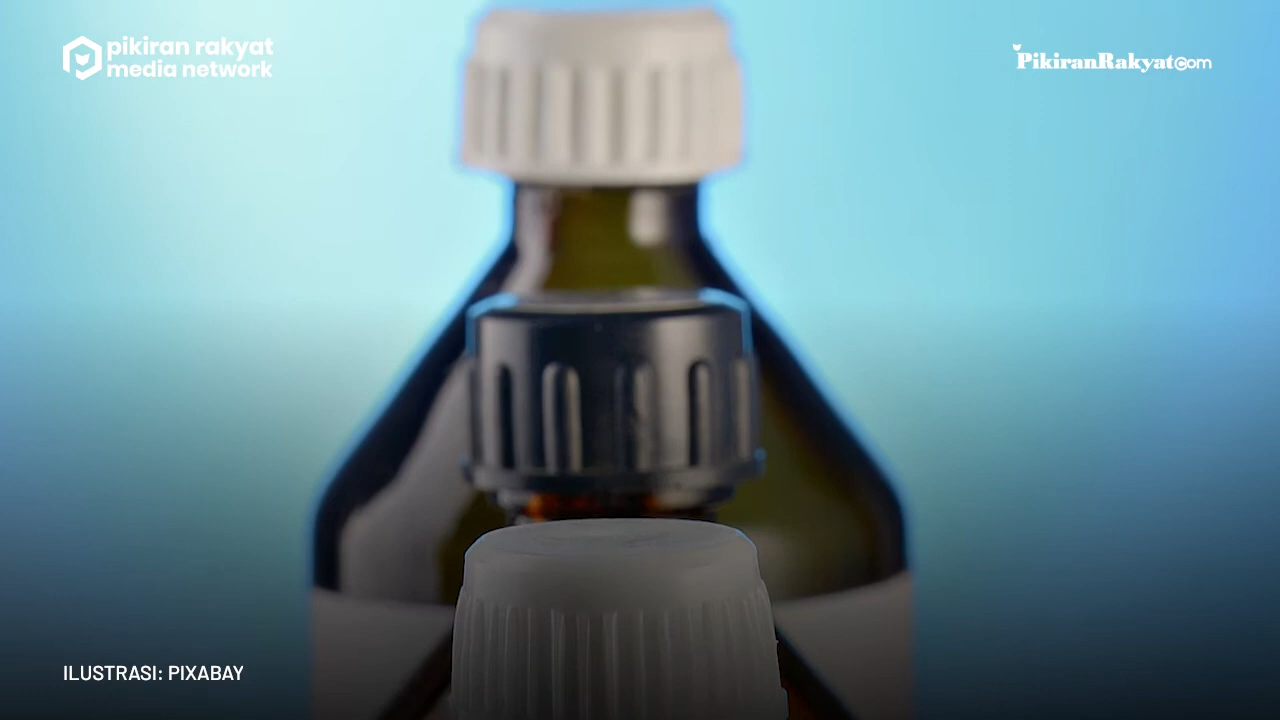 pikiran rakyat
media network
PikiranRakyat.com
ILUSTRASI: PIXABAY